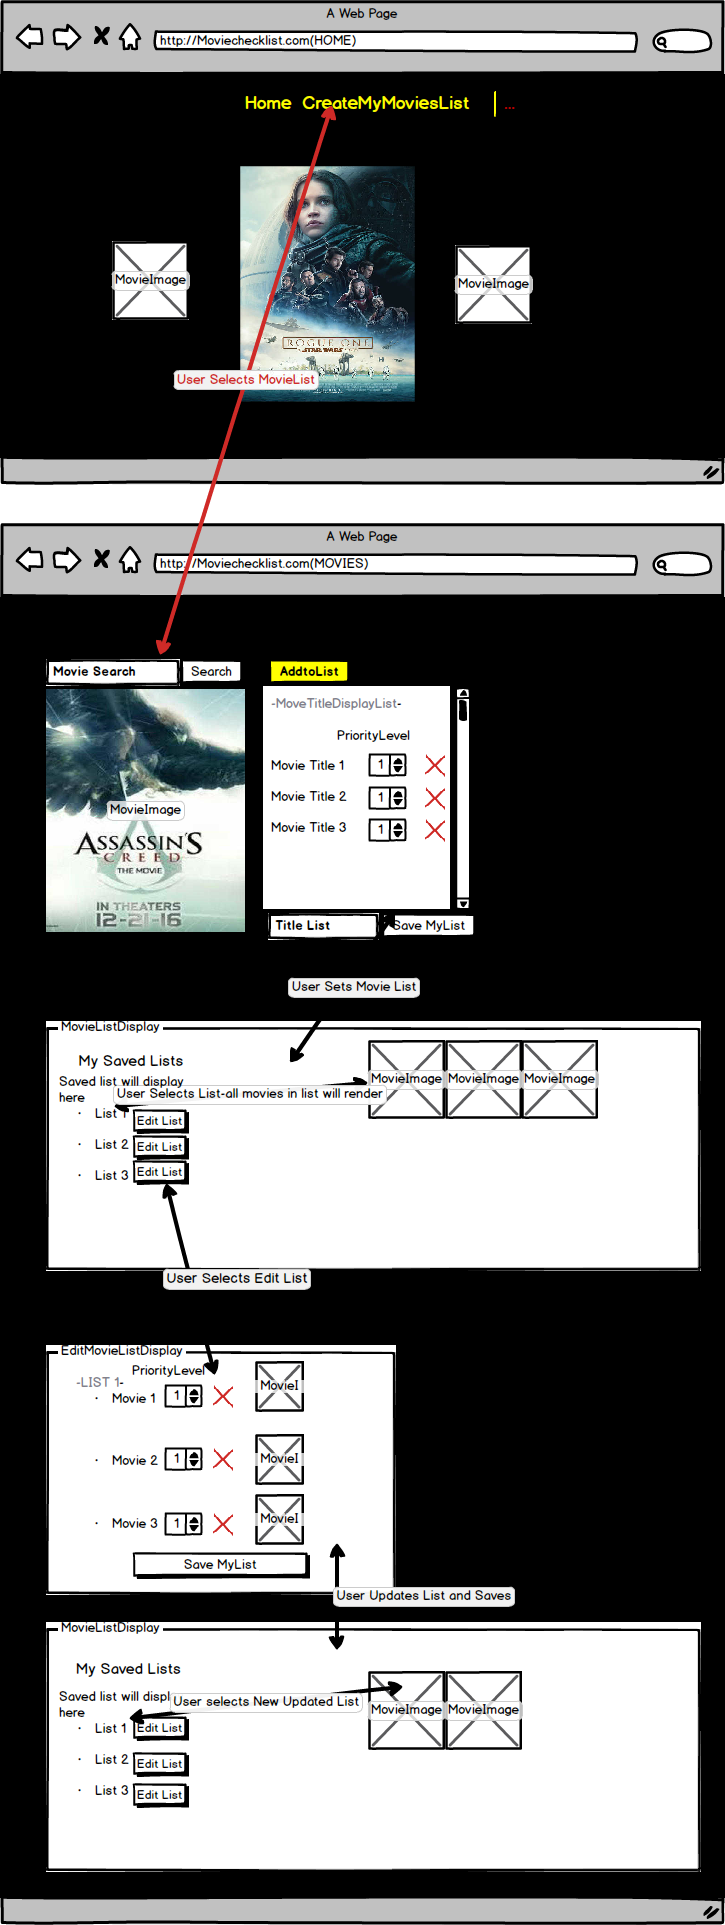 A Web Page
http://Moviechecklist.com(HOME)
Home CreateMyMoviesList ...
MovieImage
MovieImage
ROGUE ONE
STAR WARS
User Selects MovieList
A Web Page
http://Moviechecklist.com(MOVIES)
Movie Search
Search
AddtoList
-MoveTitleDisplayList-
PriorityLevel
Movie Title 1 1
Movie Title 2 1
Movie Title 3 1
MovieImage
ASSASSIN'S
CREED
THE MOVIE
IN THEATERS
12-21-16
Title List
Save MyList
User Sets Movie List
MovieListDisplay
My Saved Lists
Saved list will display
here
MovieImage MovieImage MovieImage
User Selects List-all movies in list will render
· List 1 Edit List
· List 2 Edit List
· List 3 Edit List
User Selects Edit List
EditMovieListDisplay
PriorityLevel
-LIST 1-
· Movie 1 1 MovieI
· Movie 2 1 MovieI
· Movie 3 1 MovieI
Save MyList
User Updates List and Saves
MovieListDisplay
My Saved Lists
Saved list will displ
here
User selects New Updated List
MovieImage MovieImage
· List 1 Edit List
· List 2 Edit List
· List 3 Edit List